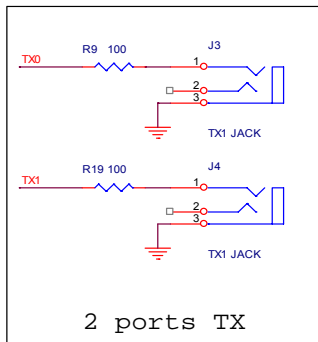 J3
R9 100
TX0
1
2
3
TX1 JACK
J4
R19 100
TX1
1
2
3
TX1 JACK
2 ports TX